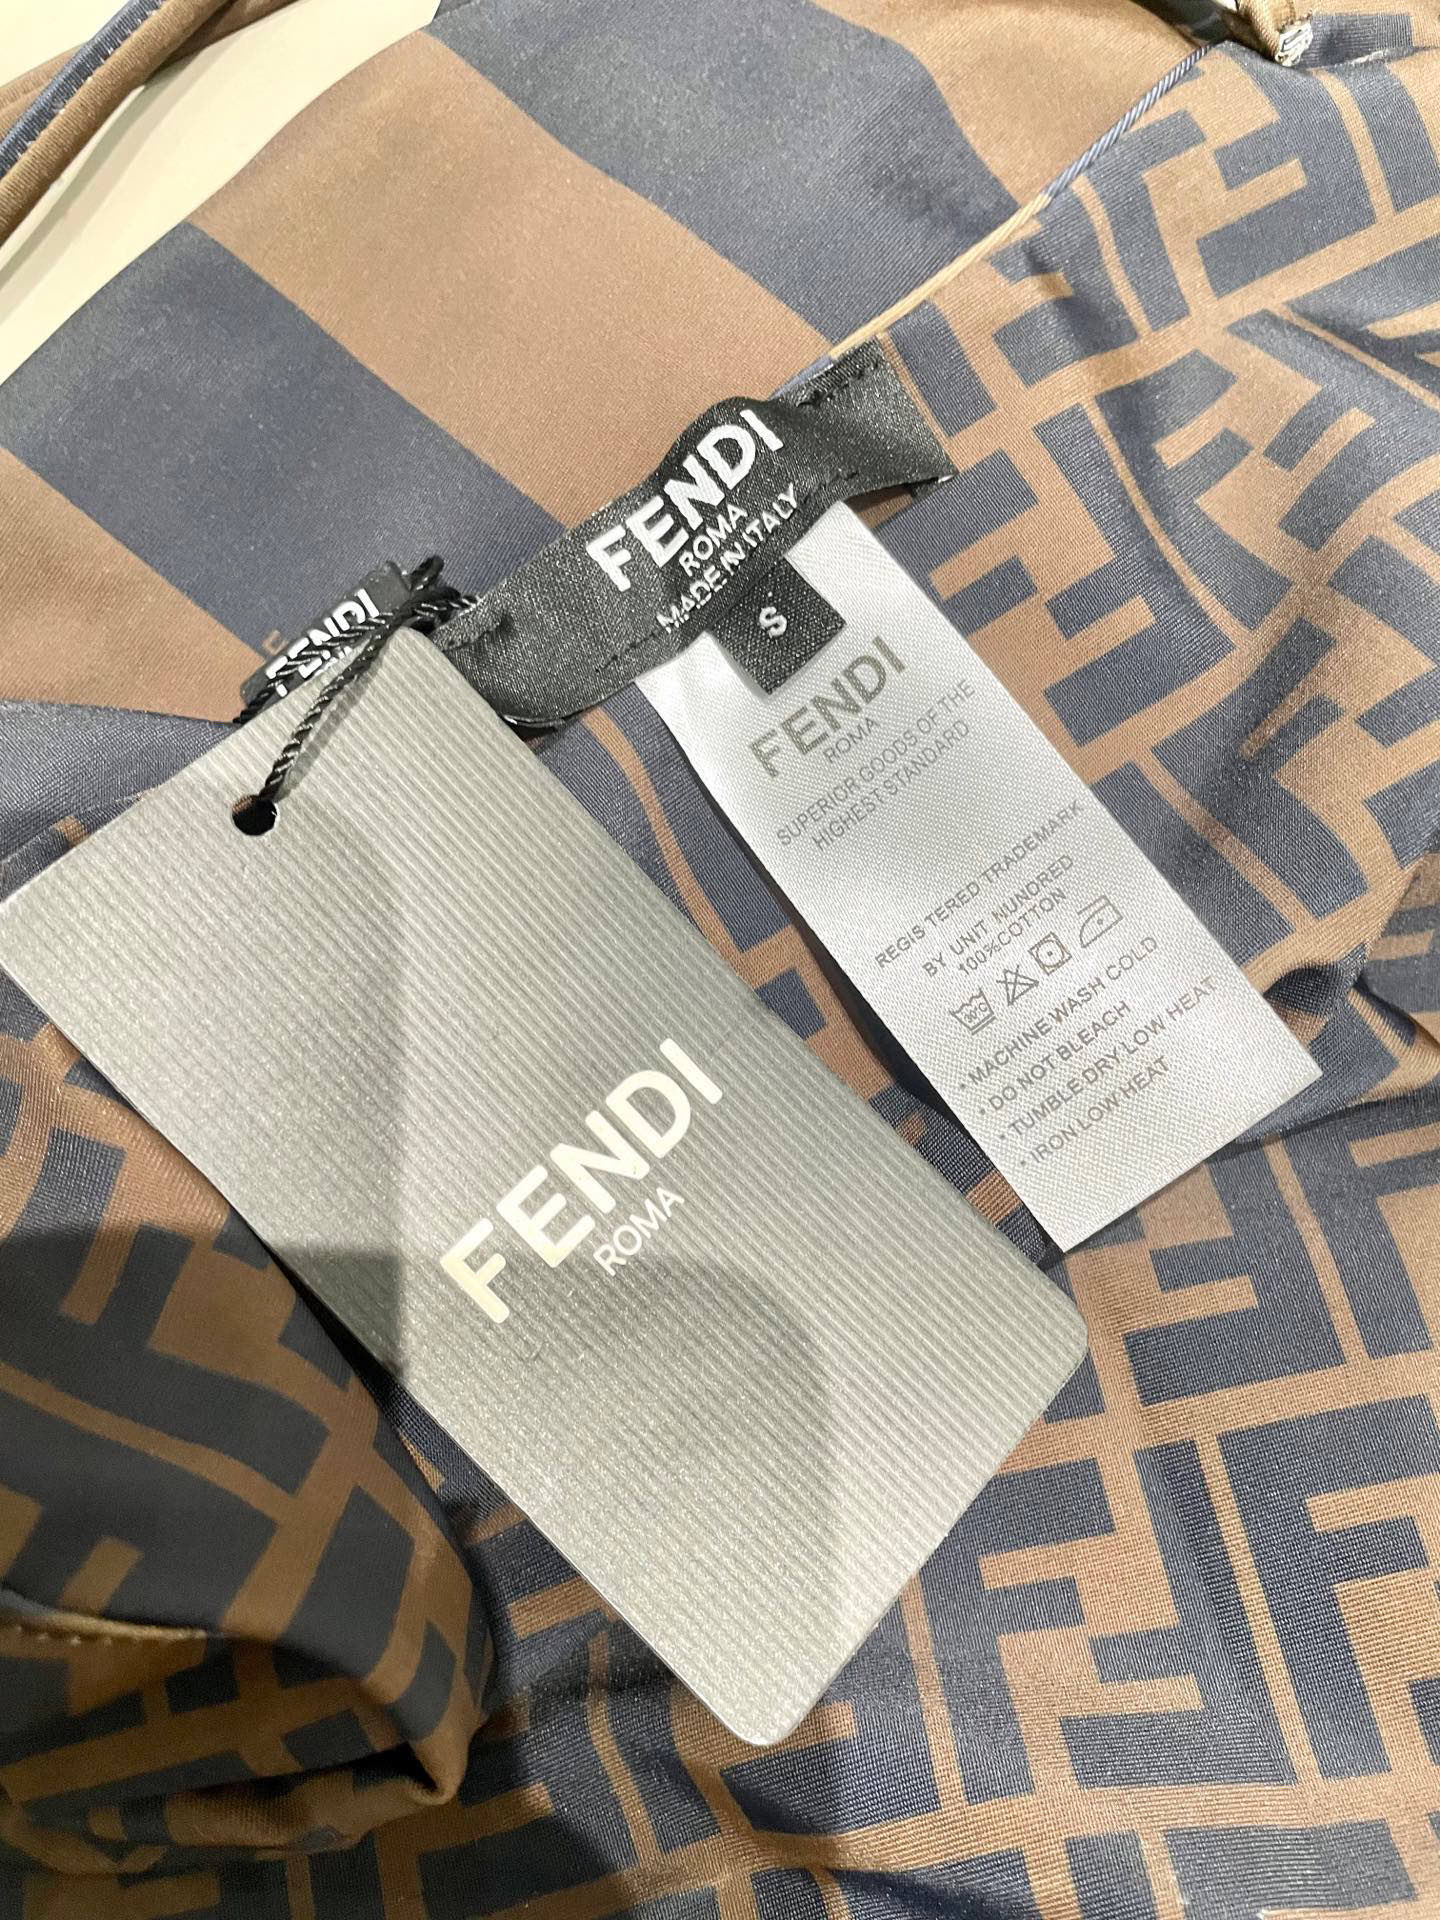 FENDI
ROMA
MADE IN ITALY
S
FENDI
FENDI
ROMA
SUPERIOR GOODS OF THE
HIGHEST STANDARD
REGIS TERED TRADEMARK
BY UNIT NUNDRED
100%COTTON
• MACHINE WASH COLD
• DO NOT BLEACH
• TUMBLE DRY LOW HEAT
• IRON LOW HEAT
FENDI
ROMA